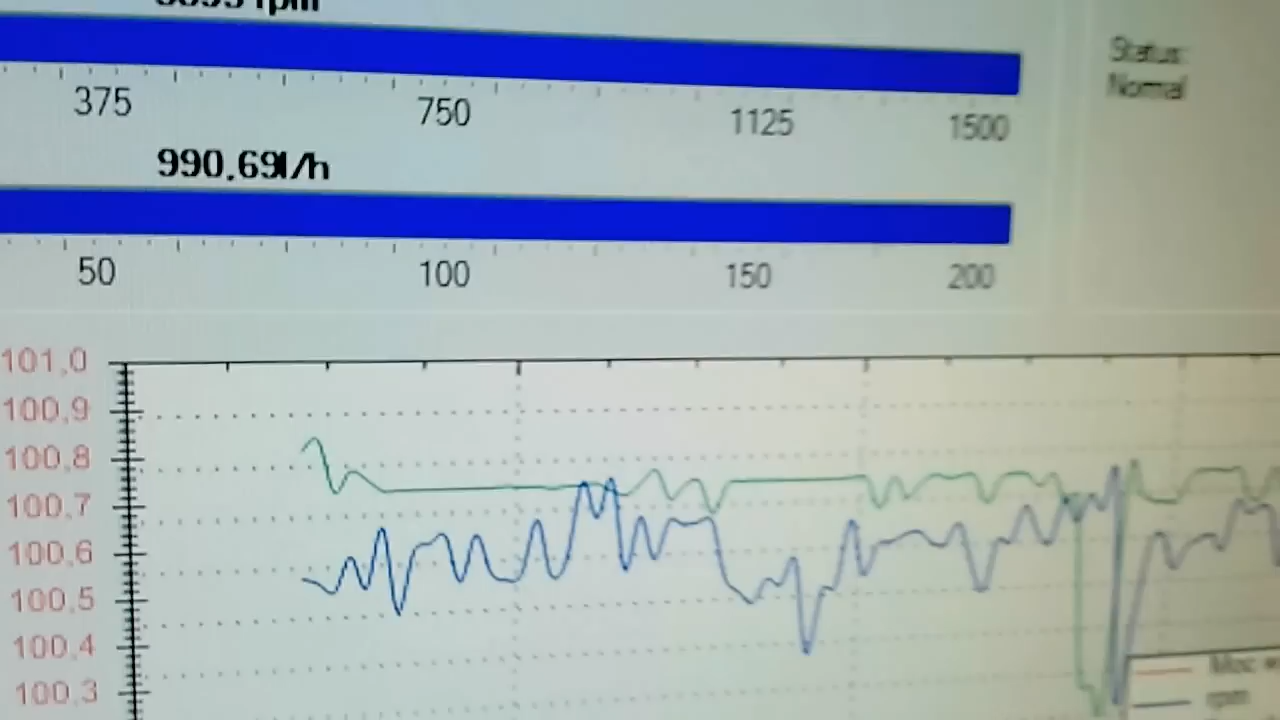 375 750 1125 1500
Status:
Normal
990.69l/h
50 100 150 200
101,0
100,9
100,8
100,7
100,6
100,5
100,4
100,3
Moc
rpm